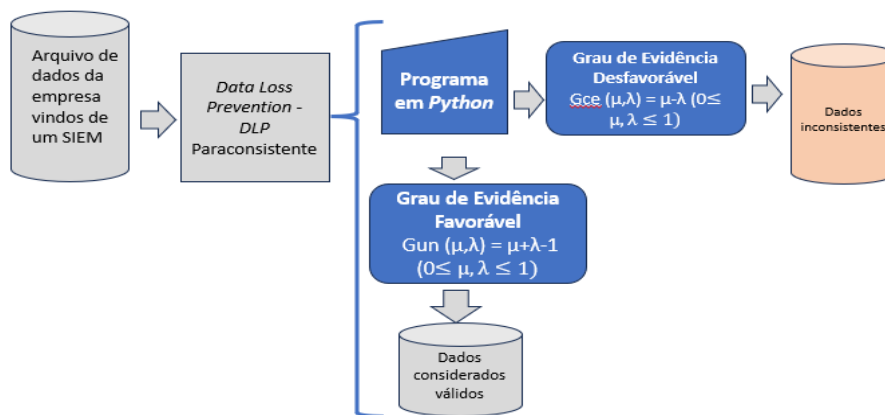 Arquivo de
dados da
empresa
vindos de
um SIEM
Data Loss
Prevention -
DLP
Paraconsistente
Programa
em Python
Grau de Evidência
Desfavorável
Gce (μ,λ) = μ-λ (0≤
μ, λ ≤ 1)
Dados
inconsistentes
Grau de Evidência
Favorável
Gun (μ,λ) = μ+λ-1
(0≤ μ, λ ≤ 1)
Dados
considerados
válidos